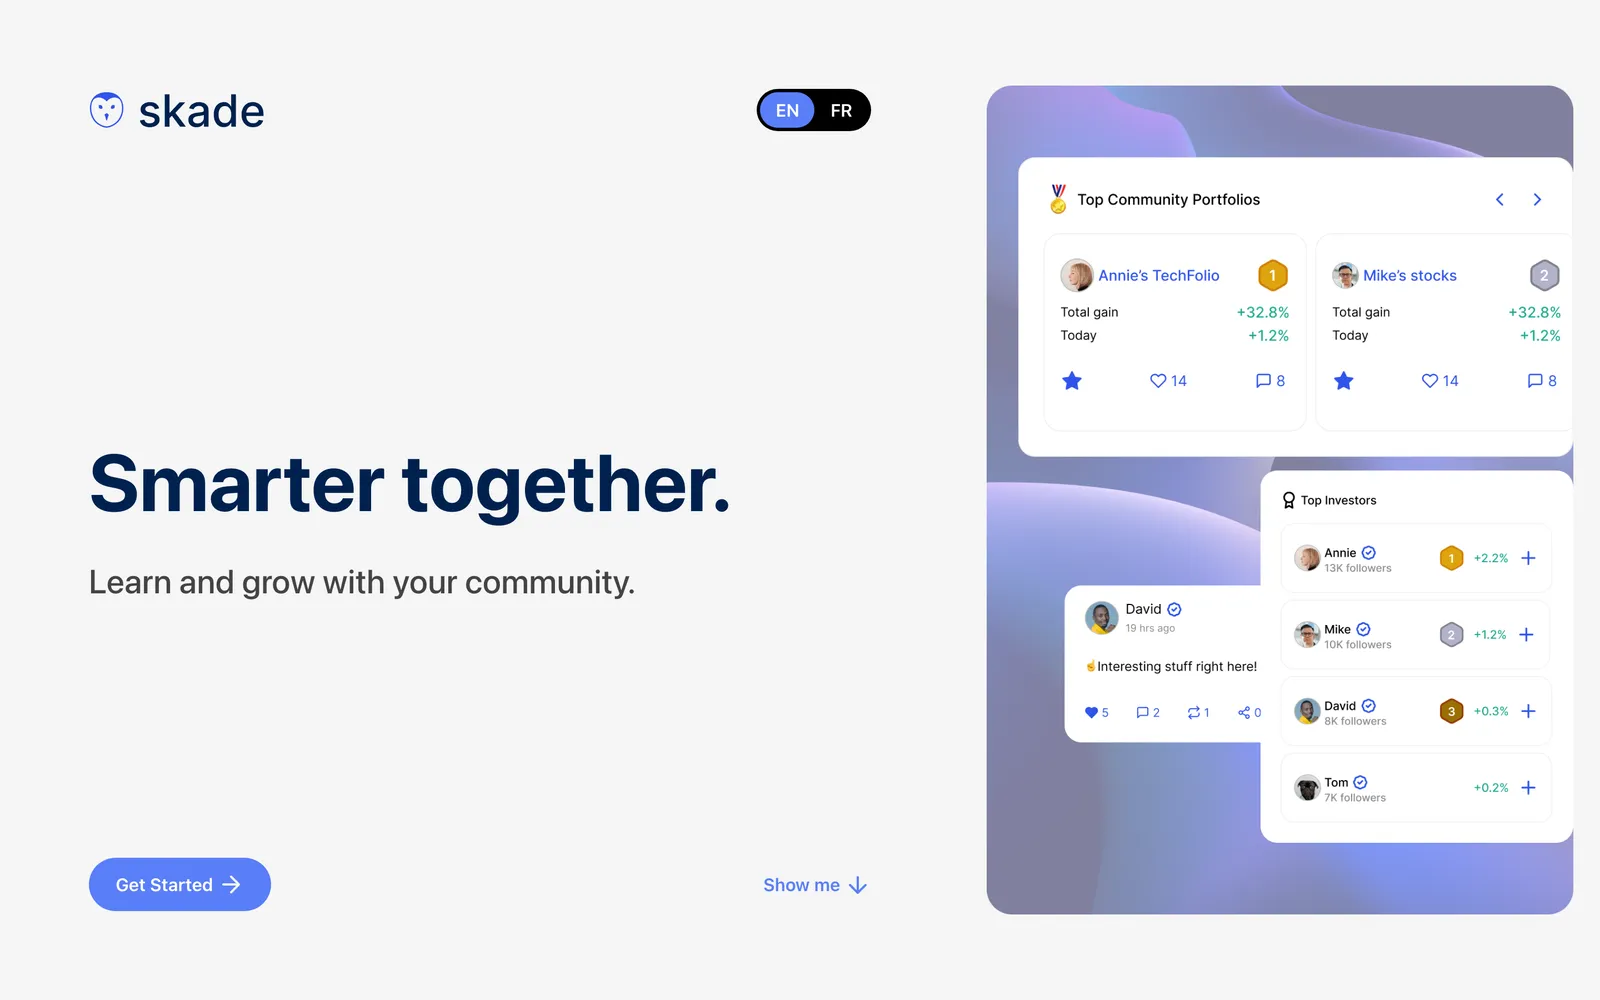 skade
EN FR
Smarter together.
Learn and grow with your community.
Get Started
Show me
Top Community Portfolios
Annie’s TechFolio 1
Total gain +32.8%
Today +1.2%
14 8
Mike’s stocks 2
Total gain +32.8%
Today +1.2%
14 8
Top Investors
Annie
13K followers
1 +2.2%
Mike
10K followers
2 +1.2%
David
8K followers
3 +0.3%
Tom
7K followers
+0.2%
David
19 hrs ago
☝Interesting stuff right here!
5 2 1 0